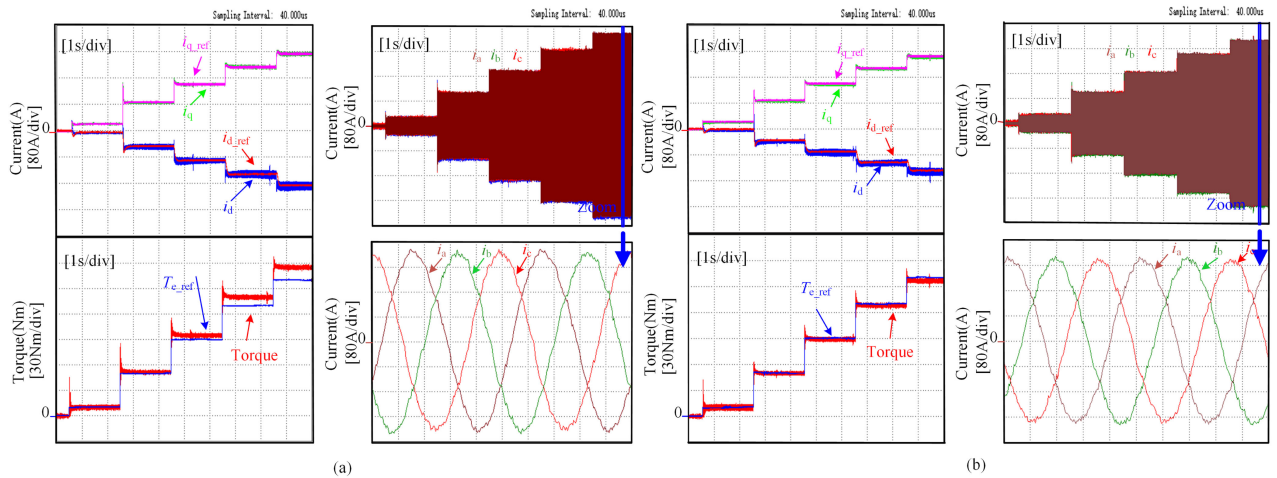 Sampling Interval: 40.000us
[1s/div]
i_q_ref
i_q
0
i_d_ref
i_d
Current(A)
[80A/div]
[1s/div]
T_e_ref
Torque
0
Torque(Nm)
[30Nm/div]
Sampling Interval: 40.000us
[1s/div]
i_a i_b i_c
0
Current(A)
[80A/div]
Zoom
i_a
i_b
i_c
0
Current(A)
[80A/div]
(a)
Sampling Interval: 40.000us
[1s/div]
i_sq_ref
i_q
0
i_d_ref
i_d
Current(A)
[80A/div]
[1s/div]
T_e_ref
Torque
0
Torque(Nm)
[30Nm/div]
Sampling Interval: 40.000us
[1s/div]
i_a i_b i_c
0
Current(A)
[80A/div]
Zoom
i_a
i_b
i
0
Current(A)
[80A/div]
(b)